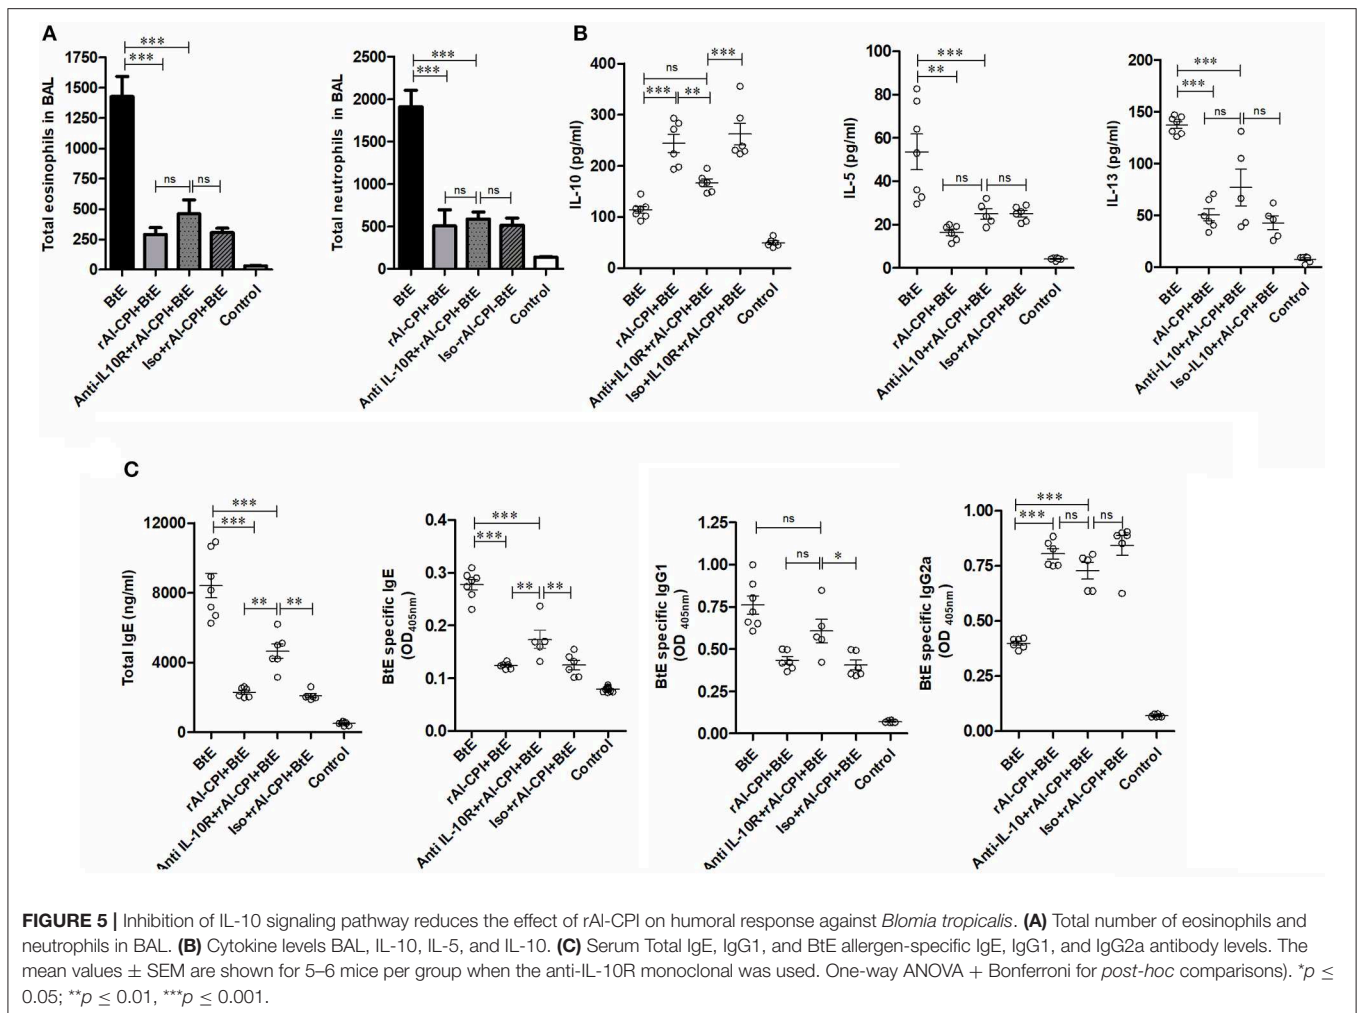 A
Total eosinophils in BAL
1750
1500
1250
1000
750
500
250
0
***
***
ns
ns
BtE
rAl-CPI+BtE
Anti-IL10R+rAl-CPI+BtE
Iso+rAl-CPI+BtE
Control
Total neutrophils in BAL
2500
2000
1500
1000
500
0
***
***
ns
ns
BtE
rAl-CPI+BtE
Anti IL-10R+rAl-CPI+BtE
Iso-rAl-CPI-BtE
Control
B
IL-10 (pg/ml)
400
300
200
100
0
***
ns
***
**
BtE
rAl-CPI+BtE
Anti+IL10R+rAl-CPI+BtE
Iso+IL10R+rAl-CPI+BtE
Control
IL-5 (pg/ml)
100
80
60
40
20
0
***
**
ns
ns
BtE
rAl-CPI+BtE
Anti-IL10+rAl-CPI+BtE
Iso+rAl-CPI+BtE
Control
IL-13 (pg/ml)
200
150
100
50
0
***
***
ns
ns
BtE
rAl-CPI+BtE
Anti-IL10+rAl-CPI+BtE
Iso-IL10+rAl-CPI+BtE
Control
C
Total IgE (ng/ml)
12000
8000
4000
0
***
***
**
**
BtE
rAl-CPI+BtE
Anti IL-10R+rAl-CPI+BtE
Iso+rAl-CPI+BtE
Control
BtE specific IgE
(OD405nm)
0.4
0.3
0.2
0.1
0.0
***
***
**
**
BtE
rAl-CPI+BtE
Anti IL-10R+rAl-CPI+BtE
Iso+rAl-CPI+BtE
Control
BtE specific IgG1
(OD 405nm)
1.25
1.00
0.75
0.50
0.25
0.00
ns
ns
*
BtE
rAl-CPI+BtE
Anti IL-10R+rAl-CPI+BtE
Iso+rAl-CPI+BtE
Control
BtE specific IgG2a
(OD 405nm)
1.00
0.75
0.50
0.25
0.00
***
***
ns
ns
BtE
rAl-CPI+BtE
Anti-IL-10+rAl-CPI+BtE
Iso+rAl-CPI+BtE
Control
FIGURE 5 | Inhibition of IL-10 signaling pathway reduces the effect of rAl-CPI on humoral response against Blomia tropicalis. (A) Total number of eosinophils and
neutrophils in BAL. (B) Cytokine levels BAL, IL-10, IL-5, and IL-10. (C) Serum Total IgE, IgG1, and BtE allergen-specific IgE, IgG1, and IgG2a antibody levels. The
mean values ± SEM are shown for 5–6 mice per group when the anti-IL-10R monoclonal was used. One-way ANOVA + Bonferroni for post-hoc comparisons). *p ≤
0.05; **p ≤ 0.01, ***p ≤ 0.001.